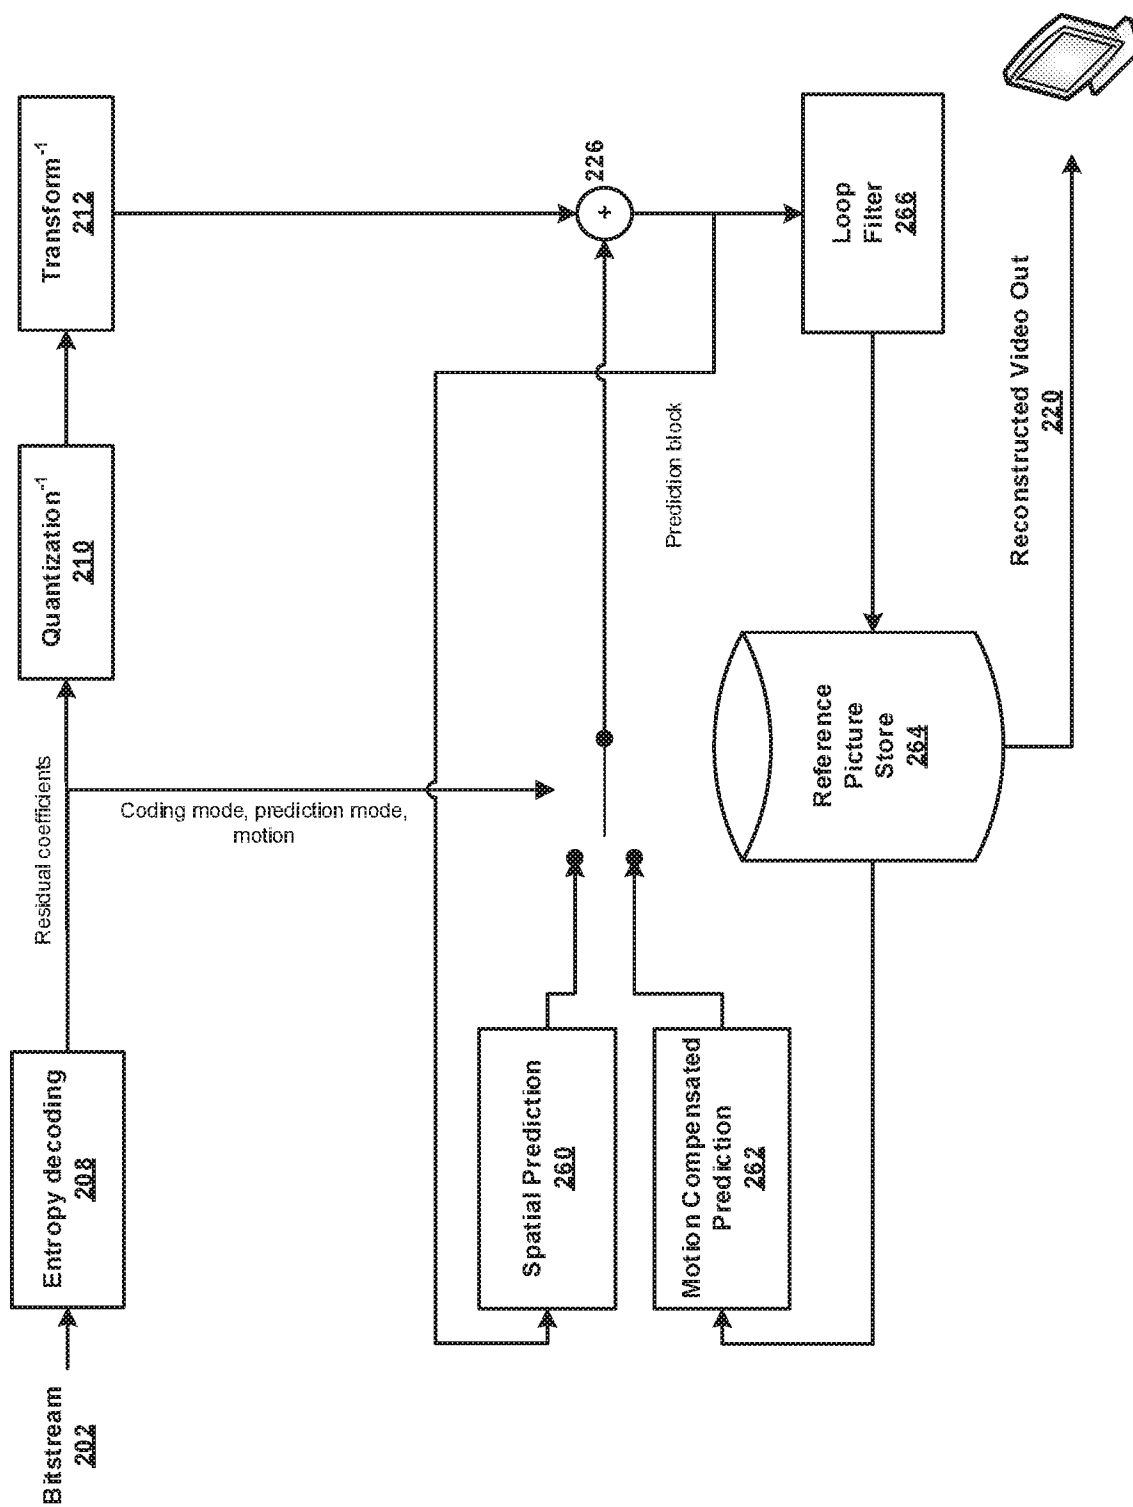 Bitstream
202
Entropy decoding
208
Residual coefficients
Quantization⁻¹
210
Transform⁻¹
212
Coding mode, prediction mode,
motion
Spatial Prediction
260
Motion Compensated
Prediction
262
226
+
Prediction block
Reference
Picture
Store
264
Loop
Filter
266
Reconstructed Video Out
220